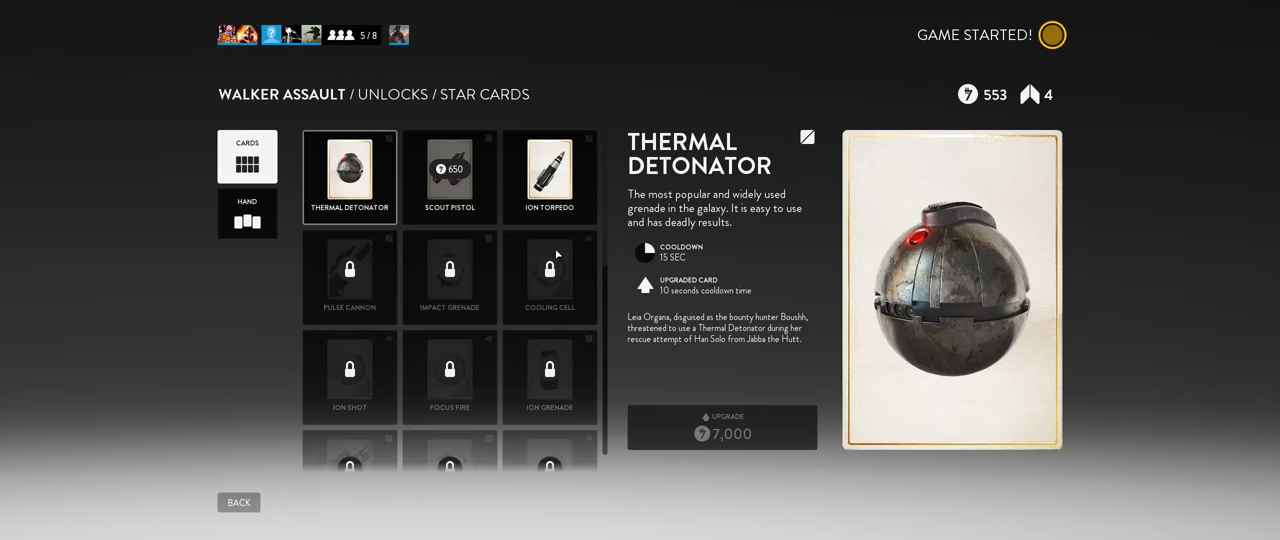 5 / 8
GAME STARTED!
WALKER ASSAULT / UNLOCKS / STAR CARDS
553
4
CARDS
HAND
THERMAL DETONATOR
650
SCOUT PISTOL
ION TORPEDO
PULSE CANNON
IMPACT GRENADE
COOLING CELL
ION SHOT
FOCUS FIRE
ION GRENADE
THERMAL
DETONATOR
The most popular and widely used
grenade in the galaxy. It is easy to use
and has deadly results.
COOLDOWN
15 SEC
UPGRADED CARD
10 seconds cooldown time
Leia Organa, disguised as the bounty hunter Boushh,
threatened to use a Thermal Detonator during her
rescue attempt of Han Solo from Jabba the Hutt.
UPGRADE
7,000
BACK